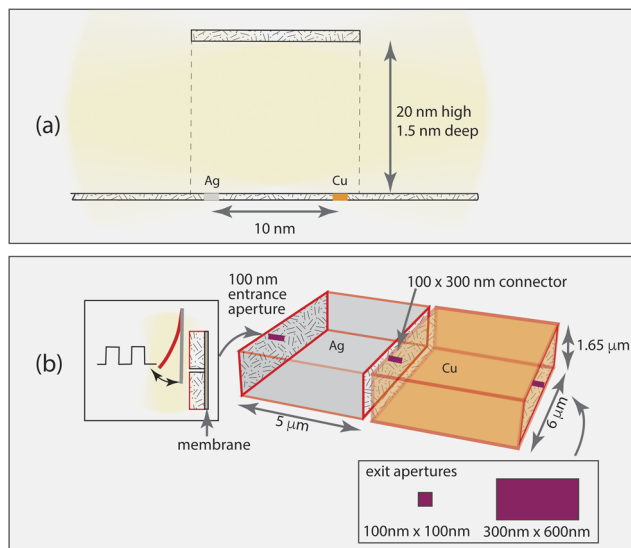 (a)
20 nm high
1.5 nm deep
Ag
Cu
10 nm
(b)
100 nm
entrance
aperture
100 x 300 nm connector
Ag
Cu
1.65 μm
9 μm
5 μm
membrane
exit apertures
100nm x 100nm
300nm x 600nm